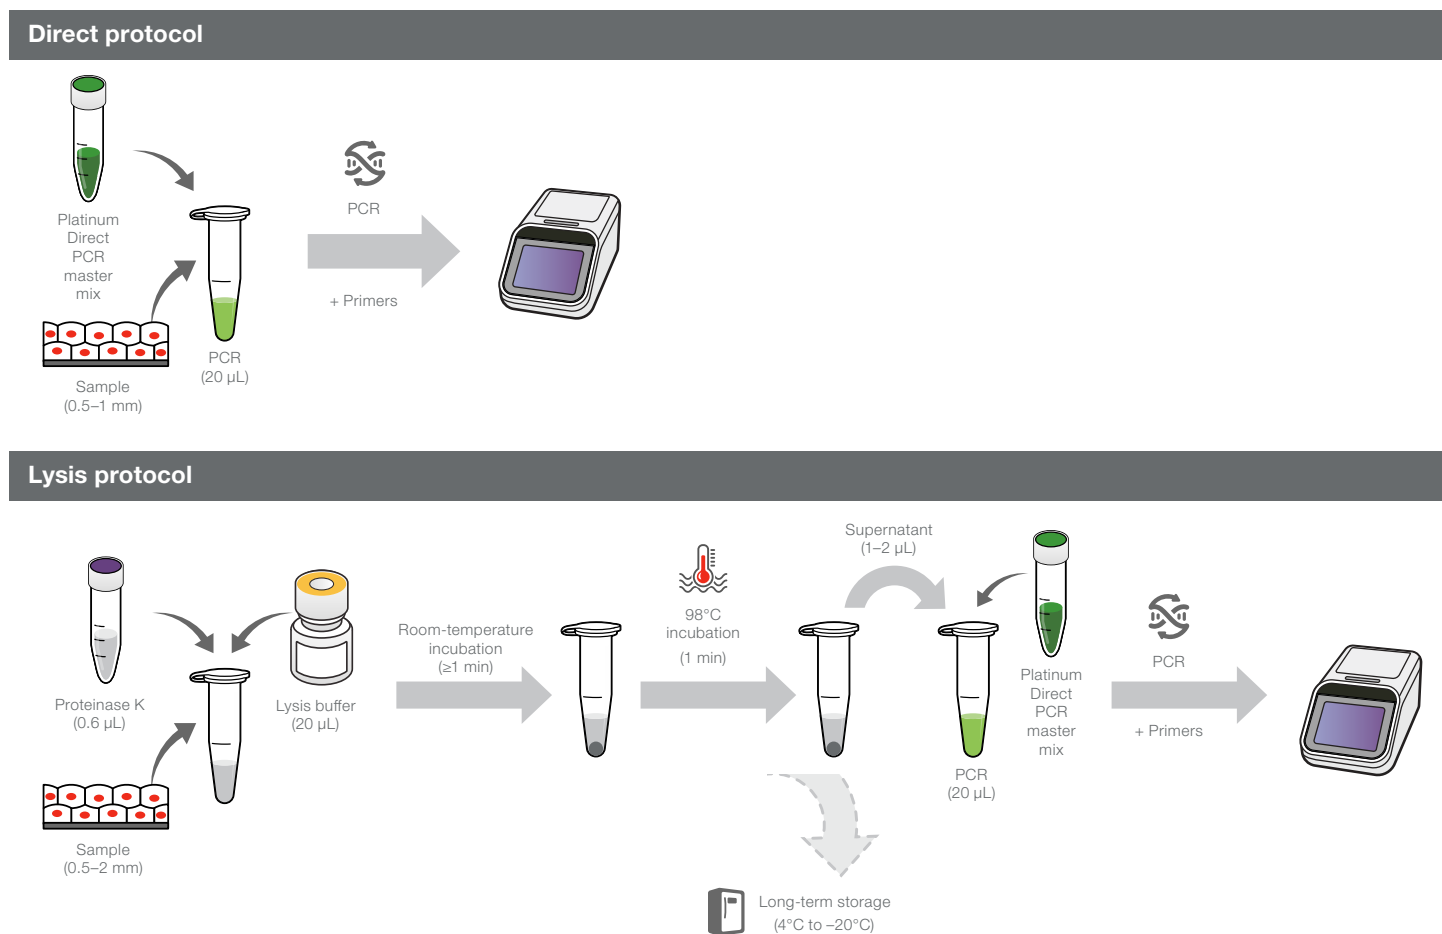 Direct protocol
Platinum
Direct
PCR
master
mix
Sample
(0.5–1 mm)
PCR
(20 µL)
PCR
+ Primers
Lysis protocol
Proteinase K
(0.6 µL)
Sample
(0.5–2 mm)
Lysis buffer
(20 µL)
Room-temperature
incubation
(≥1 min)
98°C
incubation
(1 min)
Supernatant
(1–2 µL)
Long-term storage
(4°C to –20°C)
PCR
(20 µL)
Platinum
Direct
PCR
master
mix
PCR
+ Primers